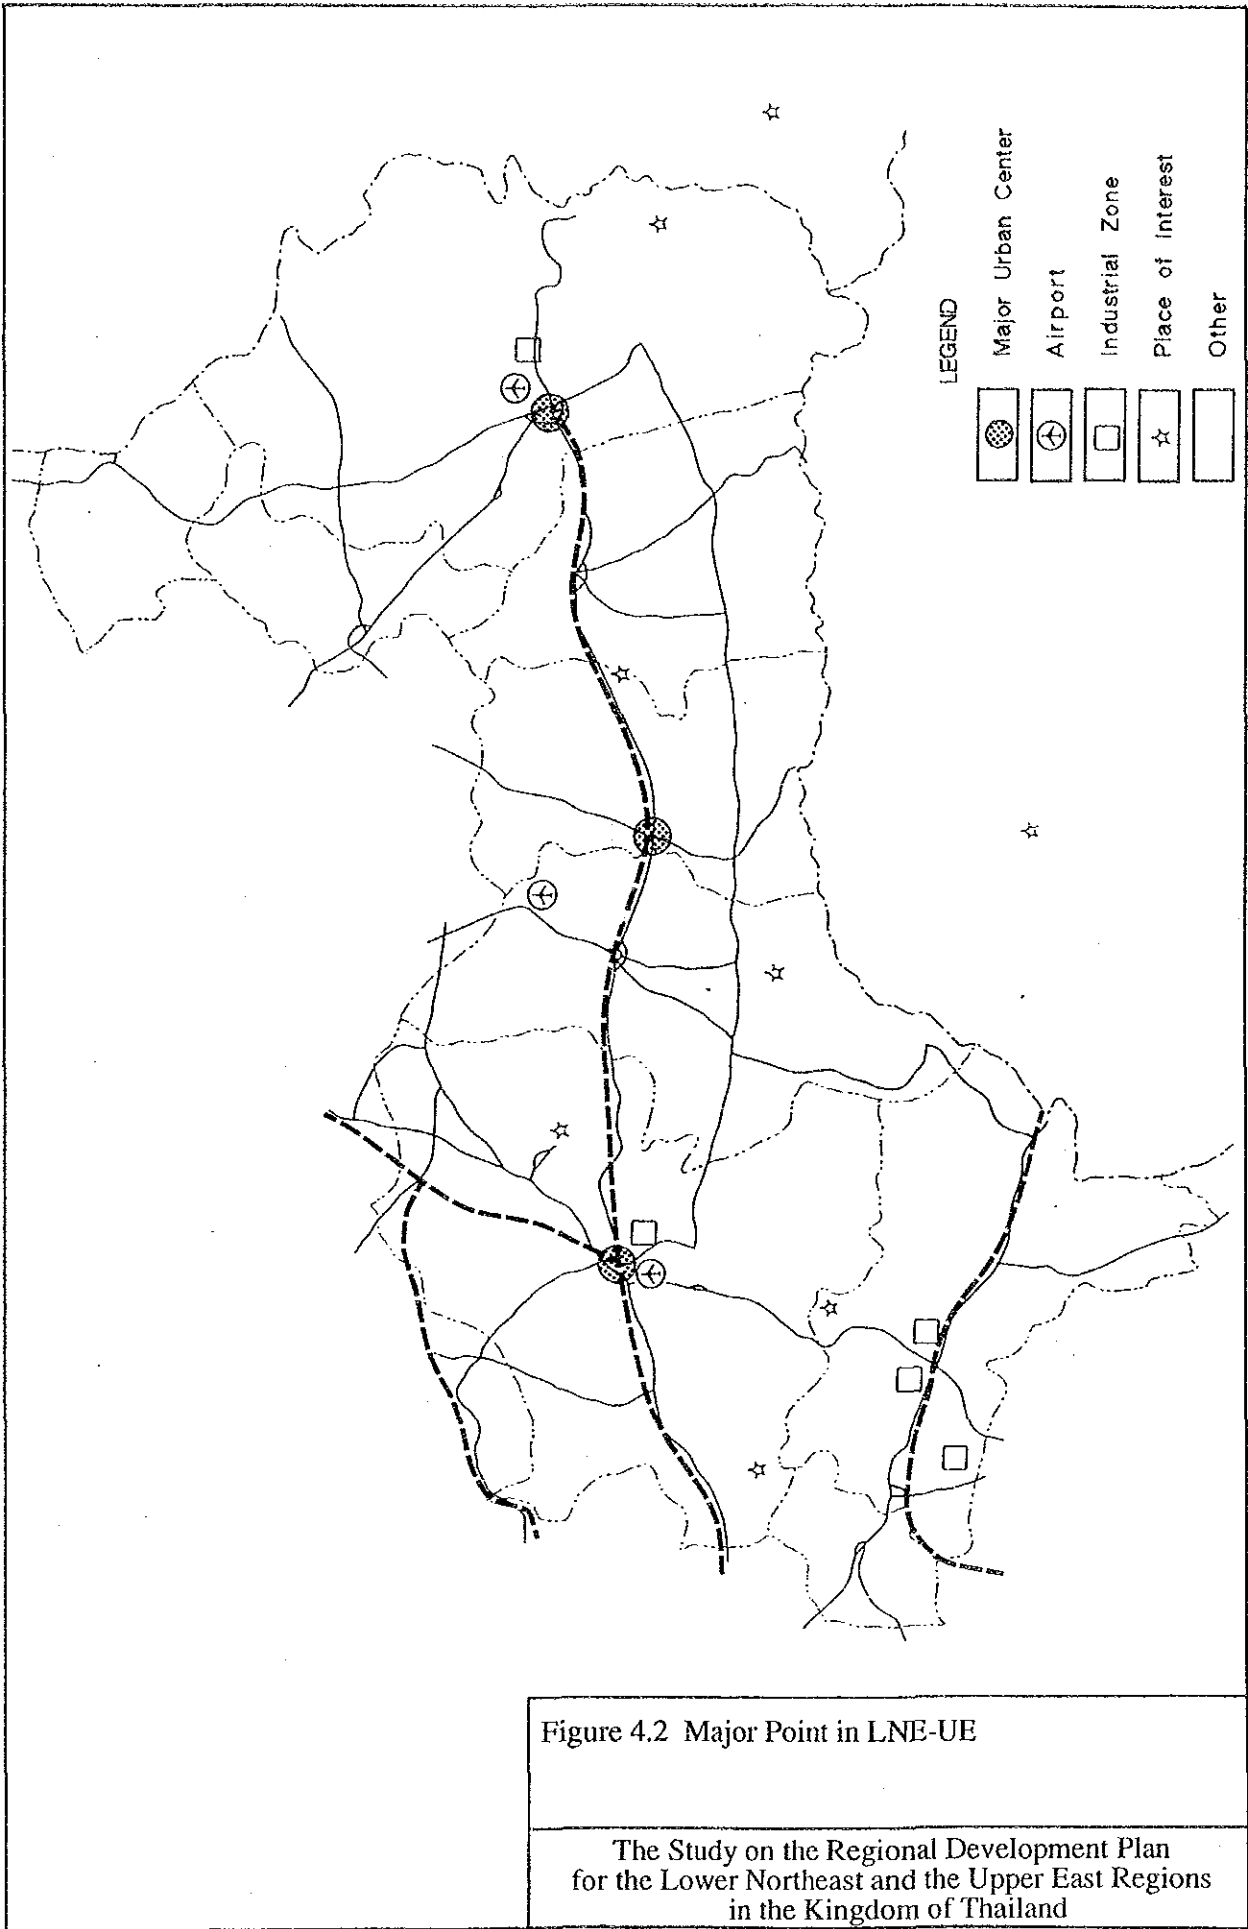 LEGEND
Major Urban Center
Airport
Industrial Zone
Place of Interest
Other
Figure 4.2 Major Point in LNE-UE
The Study on the Regional Development Plan
for the Lower Northeast and the Upper East Regions
in the Kingdom of Thailand